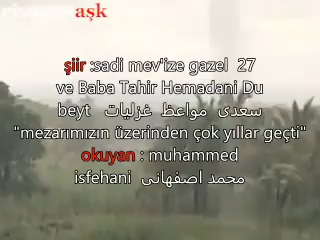 aşk
şiir :sadi mev'ize gazel 27
ve Baba Tahir Hemadani Du
beyt سعدی مواعظ غزلیات
"mezarımızın üzerinden çok yıllar geçti"
okuyan : muhammed
isfehani محمد اصفهانی